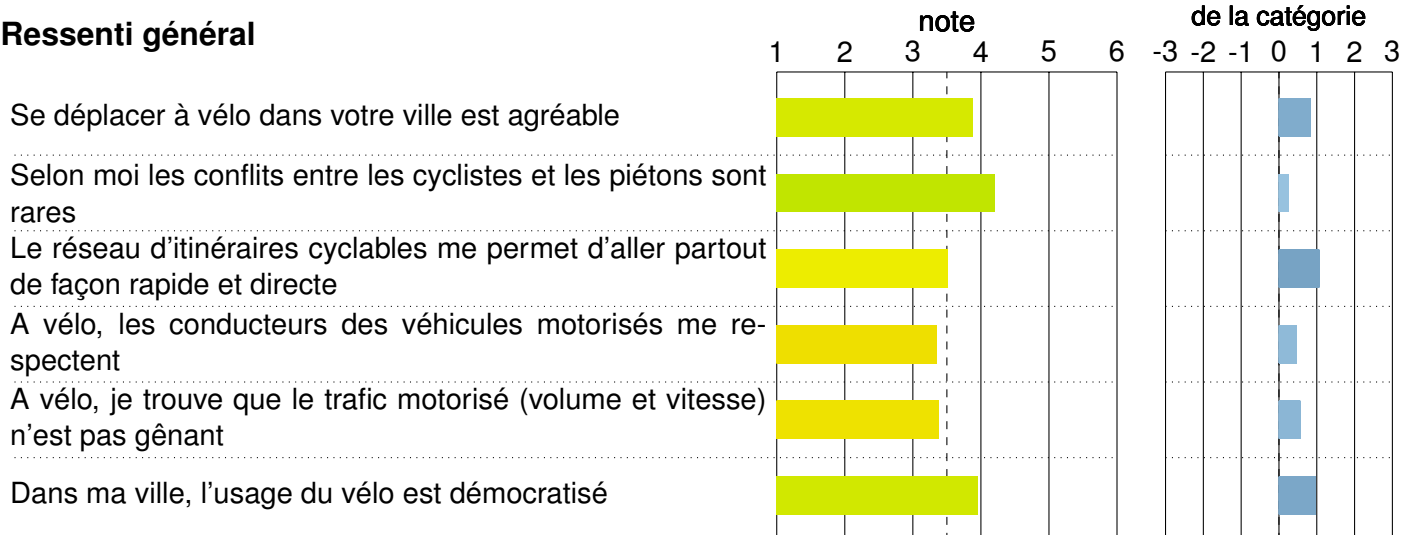 de la catégorie
note
Ressenti général
1 2 3 4 5 6 -3 -2 -1 0 1 2 3
Se déplacer à vélo dans votre ville est agréable
Selon moi les conflits entre les cyclistes et les piétons sont
rares
Le réseau d'itinéraires cyclables me permet d'aller partout
de façon rapide et directe
A vélo, les conducteurs des véhicules motorisés me re-
spectent
A vélo, je trouve que le trafic motorisé (volume et vitesse)
n'est pas gênant
Dans ma ville, l'usage du vélo est démocratisé